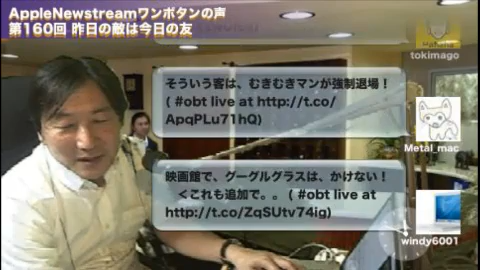 AppleNewstreamワンボタンの声
第160回 昨日の敵は今日の友
tokimago
そういう客は、むきむきマンが強制退場！
( #obt live at http://t.co/
ApqPLu71hQ)
Metal_mac
映画館で、グーグルグラスは、かけない！
＜これも追加で。。 ( #obt live at
http://t.co/ZqSUtv74ig)
windy6001